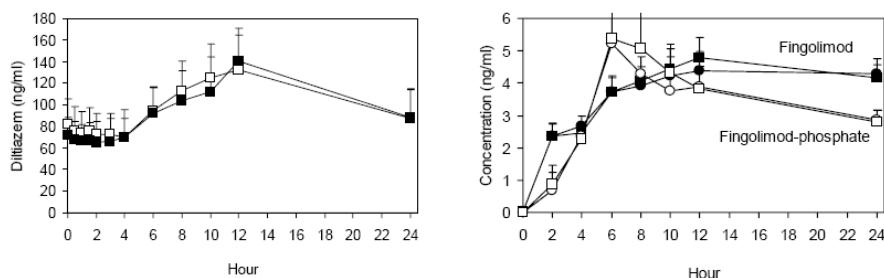 180
160
140
120
100
80
60
40
20
0
Diltiazem (ng/ml)
0 2 4 6 8 10 12 14 16 18 20 22 24
Hour
6
5
4
3
2
1
0
Concentration (ng/ml)
Fingolimod
Fingolimod-phosphate
0 2 4 6 8 10 12 14 16 18 20 22 24
Hour